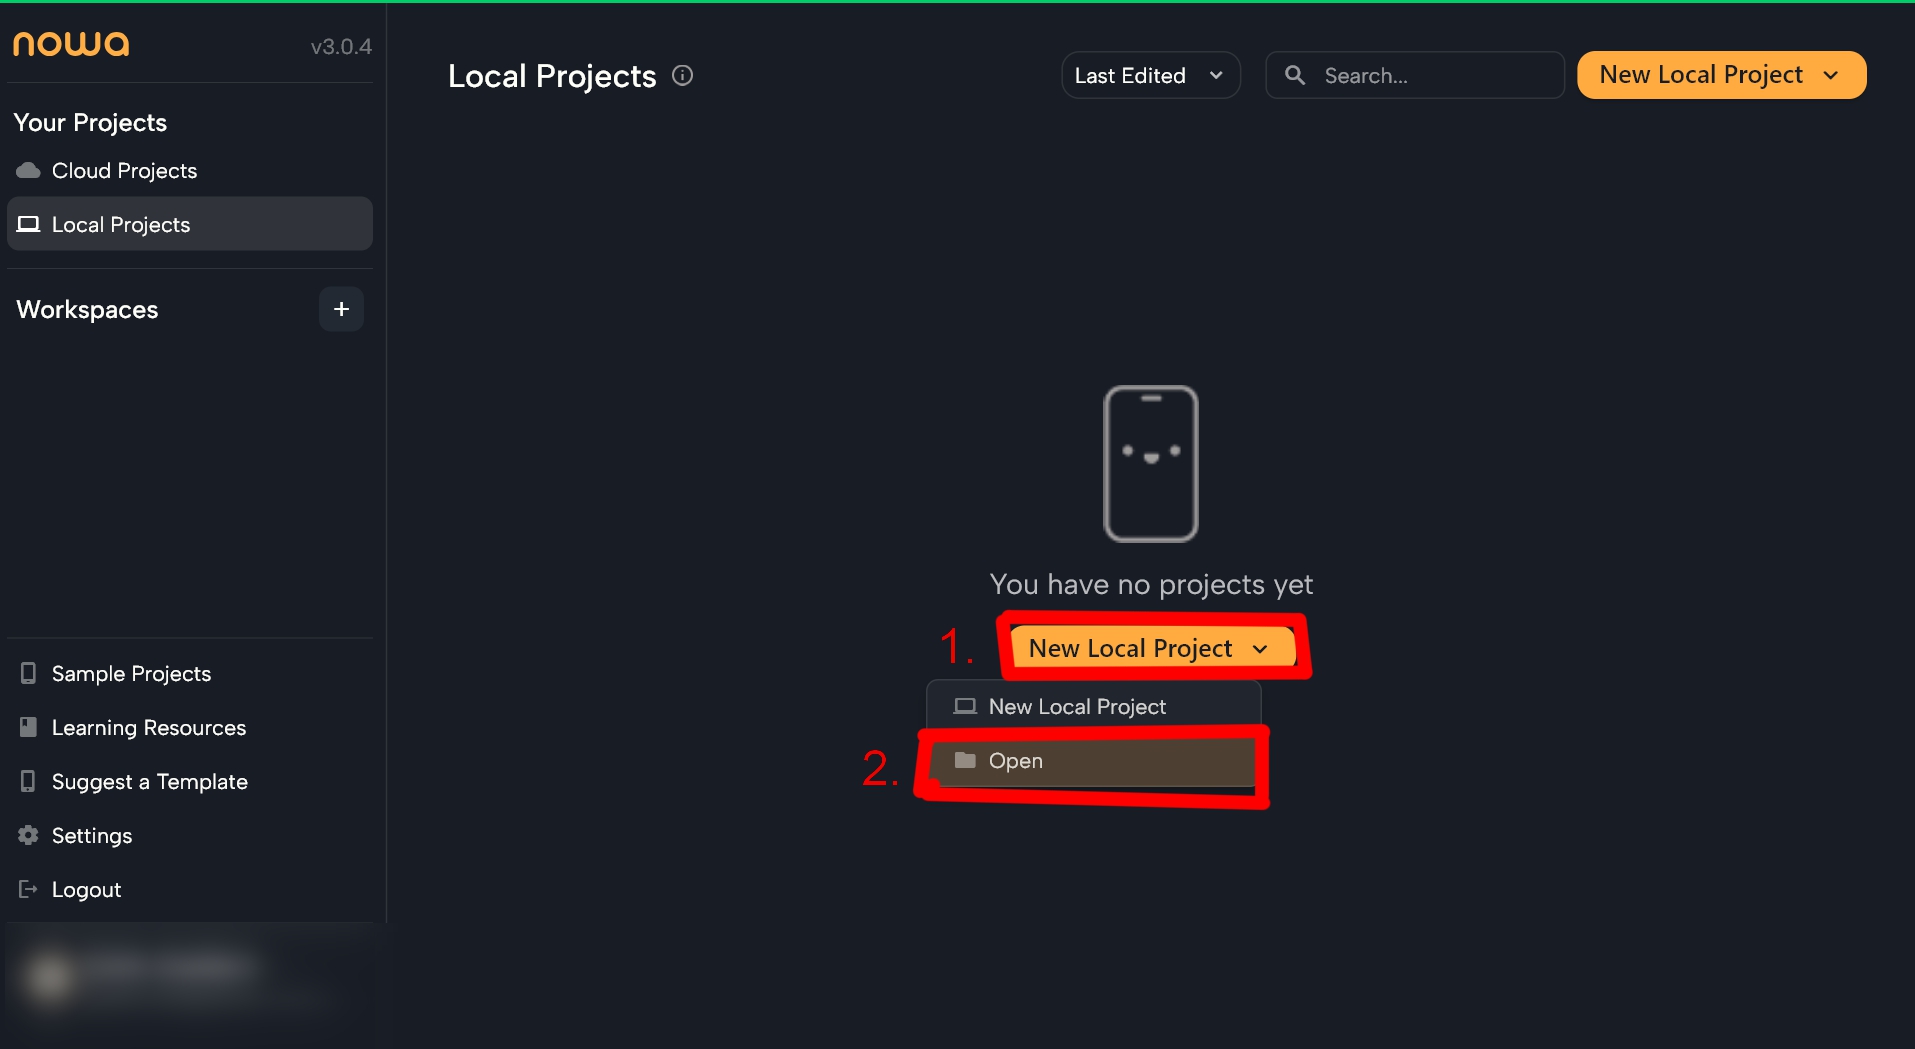 nowa
v3.0.4
Your Projects
Cloud Projects
Local Projects
Workspaces
+
Sample Projects
Learning Resources
Suggest a Template
Settings
Logout
Local Projects
Last Edited
Search...
New Local Project
You have no projects yet
1. New Local Project
New Local Project
2. Open